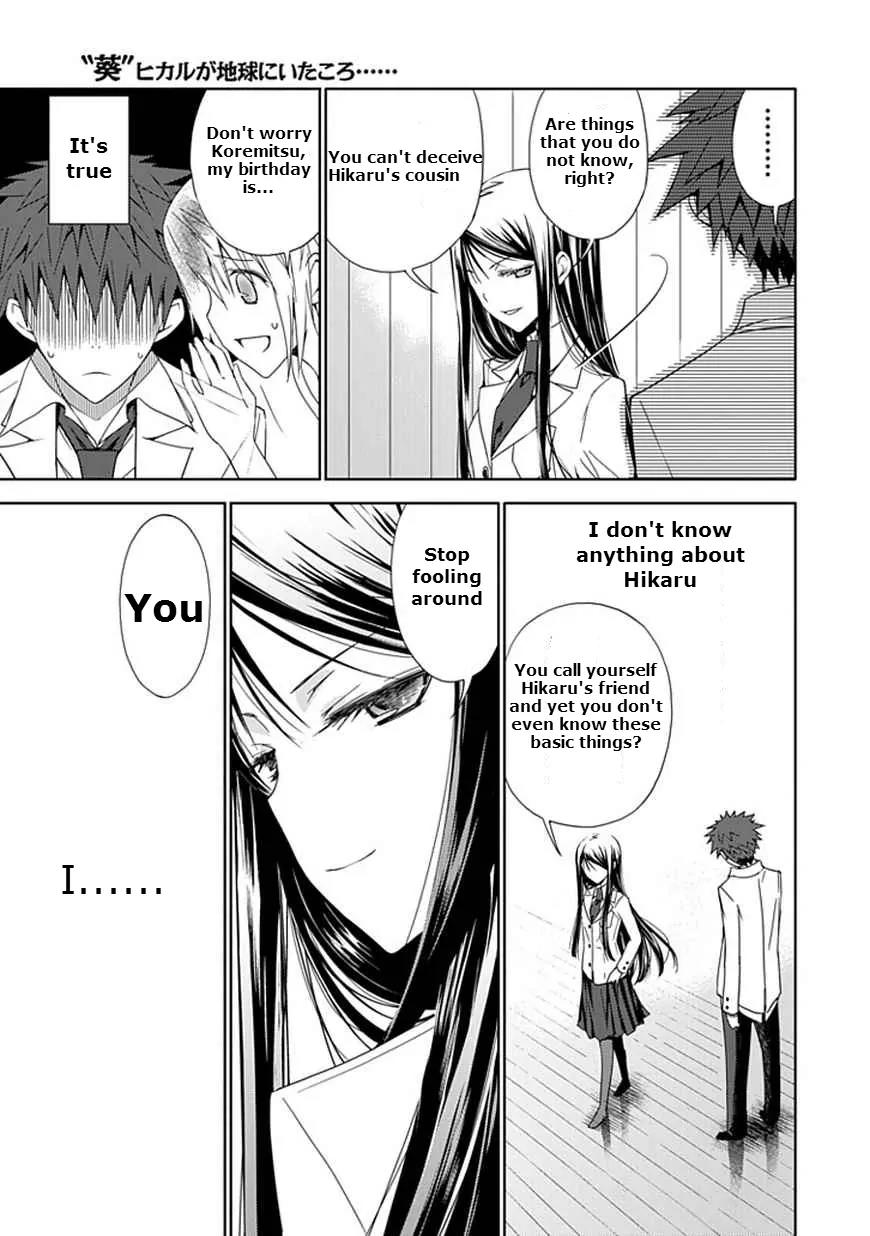 “葵” ヒカルが地球にいたころ……
………
Are things
that you do
not know,
right?
You can't deceive
Hikaru's cousin
Don't worry
Koremitsu,
my birthday
is...
It's
true
I don't know
anything about
Hikaru
You call yourself
Hikaru's friend
and yet you don't
even know these
basic things?
Stop
fooling
around
You
I......